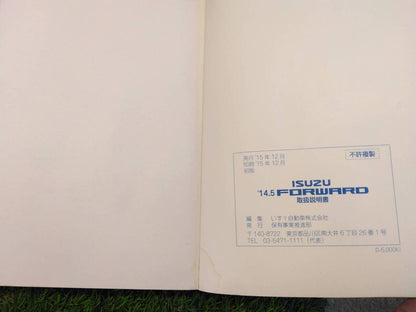 発行 '15年12月
印刷 '15年12月
初版
不許複製
ISUZU
'14.5 FORWARD
取扱説明書
編 集 いすゞ自動車株式会社
発 行 保有事業推進部
〒140-8722 東京都品川区南大井6丁目26番1号
TEL 03-5471-1111（代表）